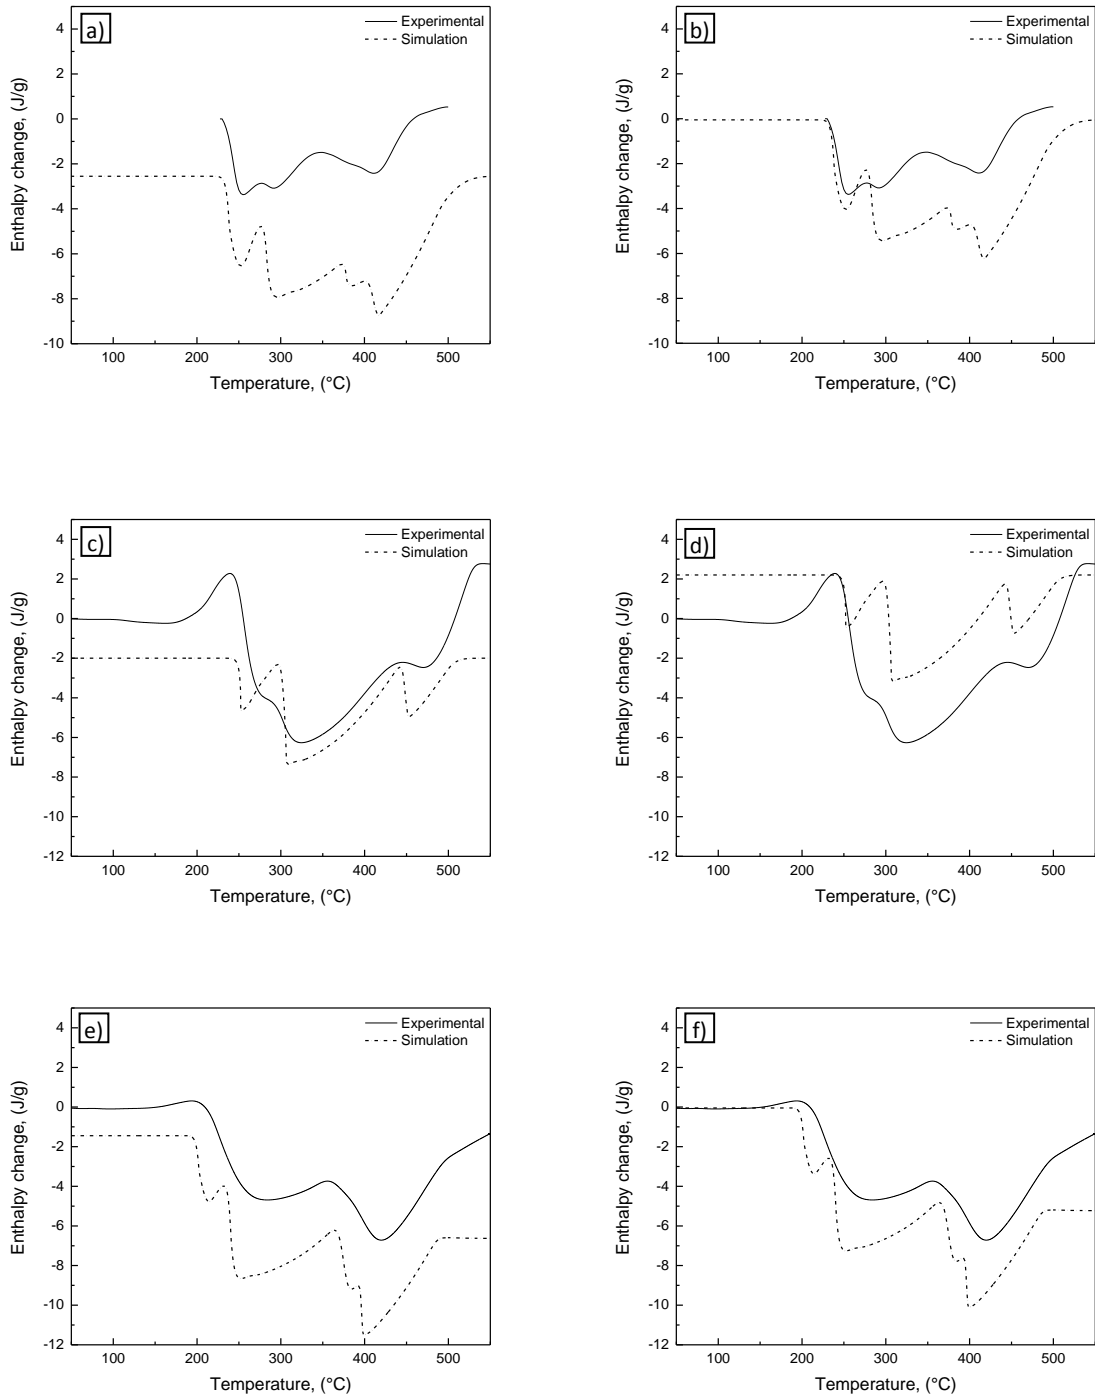 a)
Experimental
Simulation
Enthalpy change, (J/g)
4
2
0
-2
-4
-6
-8
-10
100 200 300 400 500
Temperature, (°C)
b)
Experimental
Simulation
Enthalpy change, (J/g)
4
2
0
-2
-4
-6
-8
-10
100 200 300 400 500
Temperature, (°C)
c)
Experimental
Simulation
Enthalpy change, (J/g)
4
2
0
-2
-4
-6
-8
-10
-12
100 200 300 400 500
Temperature, (°C)
d)
Experimental
Simulation
Enthalpy change, (J/g)
4
2
0
-2
-4
-6
-8
-10
-12
100 200 300 400 500
Temperature, (°C)
e)
Experimental
Simulation
Enthalpy change, (J/g)
4
2
0
-2
-4
-6
-8
-10
-12
100 200 300 400 500
Temperature, (°C)
f)
Experimental
Simulation
Enthalpy change, (J/g)
4
2
0
-2
-4
-6
-8
-10
-12
100 200 300 400 500
Temperature, (°C)